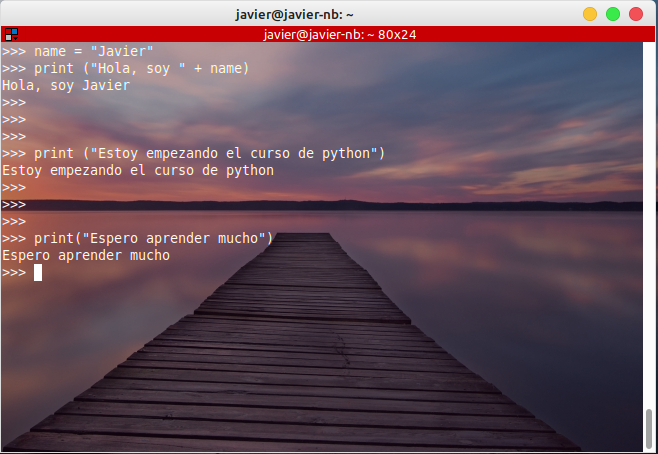 javier@javier-nb: ~
javier@javier-nb: ~ 80x24
>>> name = "Javier"
>>> print ("Hola, soy " + name)
Hola, soy Javier
>>>
>>>
>>>
>>> print ("Estoy empezando el curso de python")
Estoy empezando el curso de python
>>>
>>>
>>>
>>> print("Espero aprender mucho")
Espero aprender mucho
>>>